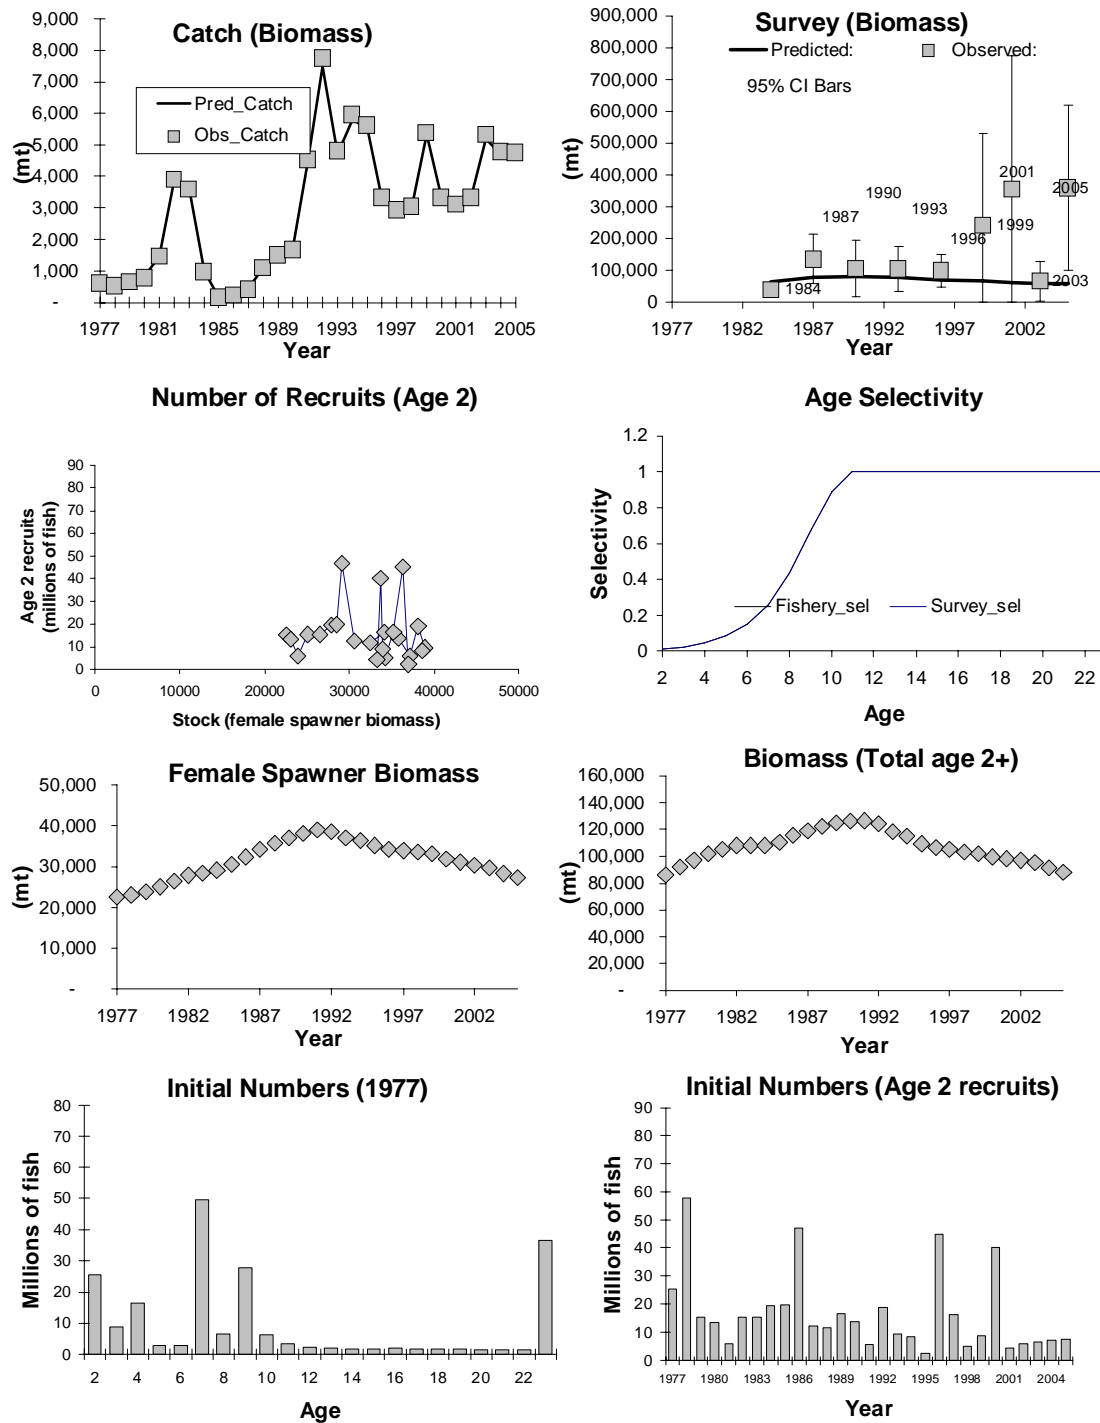 Catch (Biomass)
9,000
8,000
7,000
6,000
5,000
4,000
3,000
2,000
1,000
-
(mt)
Pred_Catch
Obs_Catch
1977 1981 1985 1989 1993 1997 2001 2005
Year
Survey (Biomass)
Predicted: Observed:
95% CI Bars
900,000
800,000
700,000
600,000
500,000
400,000
300,000
200,000
100,000
0
(mt)
1984
1987
1990
1993
1996
1999
2001
2003
2005
1977 1982 1987 1992 1997 2002
Year
Number of Recruits (Age 2)
90
80
70
60
50
40
30
20
10
0
Age 2 recruits
(millions of fish)
0 10000 20000 30000 40000 50000
Stock (female spawner biomass)
Age Selectivity
1.2
1
0.8
0.6
0.4
0.2
0
Selectivity
Fishery_sel Survey_sel
2 4 6 8 10 12 14 16 18 20 22
Age
Female Spawner Biomass
50,000
40,000
30,000
20,000
10,000
-
(mt)
1977 1982 1987 1992 1997 2002
Year
Biomass (Total age 2+)
160,000
140,000
120,000
100,000
80,000
60,000
40,000
20,000
-
(mt)
1977 1982 1987 1992 1997 2002
Year
Initial Numbers (1977)
80
70
60
50
40
30
20
10
0
Millions of fish
2 4 6 8 10 12 14 16 18 20 22
Age
Initial Numbers (Age 2 recruits)
90
80
70
60
50
40
30
20
10
0
Millions of fish
1977 1980 1983 1986 1989 1992 1995 1998 2001 2004
Year